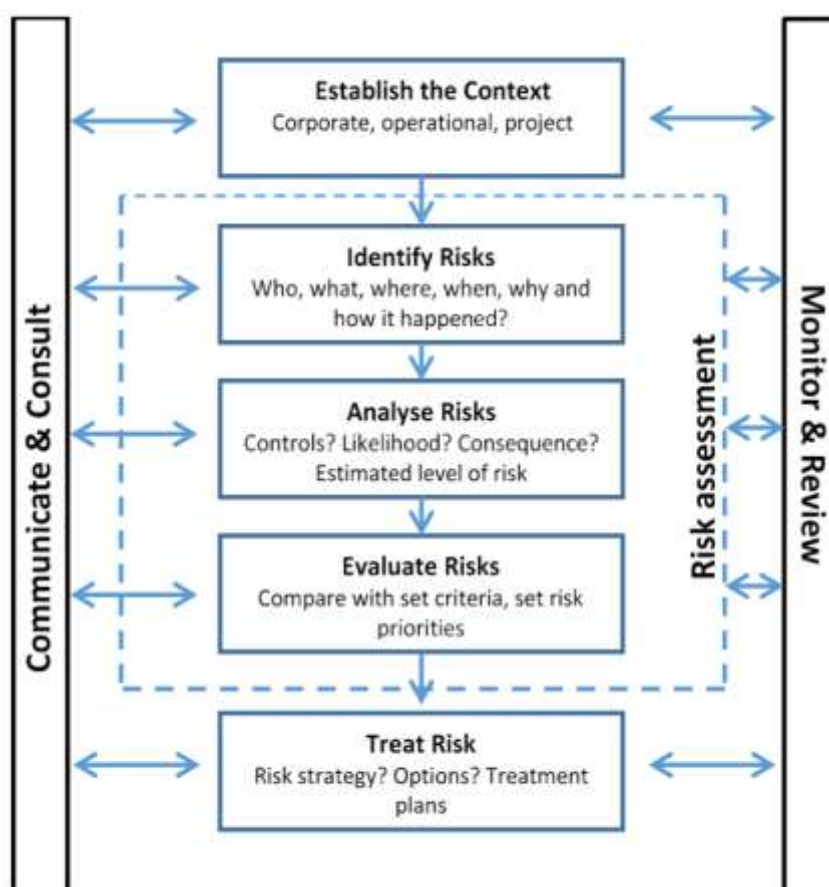 Communicate & Consult
Establish the Context
Corporate, operational, project
Identify Risks
Who, what, where, when, why and
how it happened?
Analyse Risks
Controls? Likelihood? Consequence?
Estimated level of risk
Evaluate Risks
Compare with set criteria, set risk
priorities
Treat Risk
Risk strategy? Options? Treatment
plans
Risk assessment
Monitor & Review